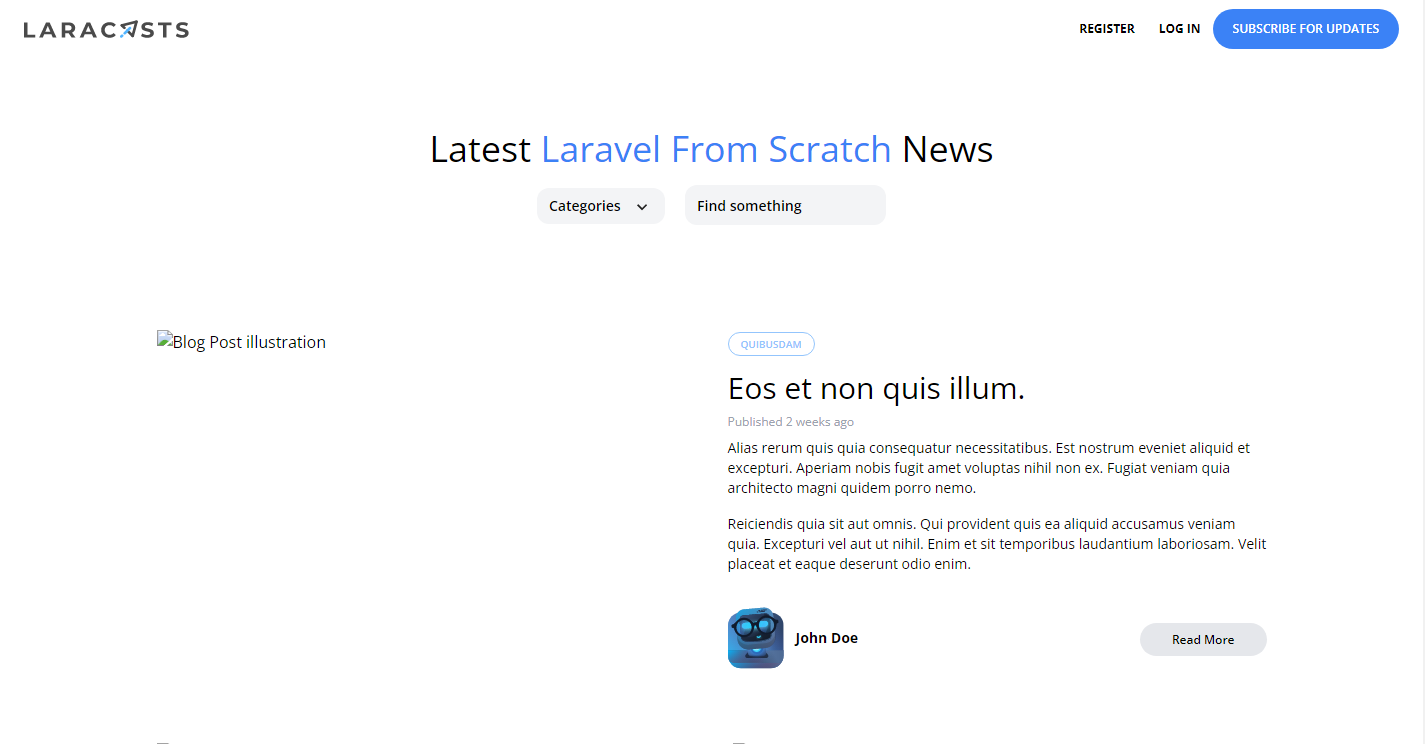 LARACASTS
REGISTER
LOG IN
SUBSCRIBE FOR UPDATES
Latest Laravel From Scratch News
Categories
Find something
Blog Post illustration
QUIBUSDAM
Eos et non quis illum.
Published 2 weeks ago
Alias rerum quis quia consequatur necessitatibus. Est nostrum eveniet aliquid et
excepturi. Aperiam nobis fugit amet voluptas nihil non ex. Fugiat veniam quia
architecto magni quidem porro nemo.
Reiciendis quia sit aut omnis. Qui provident quis ea aliquid accusamus veniam
quia. Excepturi vel aut ut nihil. Enim et sit temporibus laudantium laboriosam. Velit
placeat et eaque deserunt odio enim.
John Doe
Read More